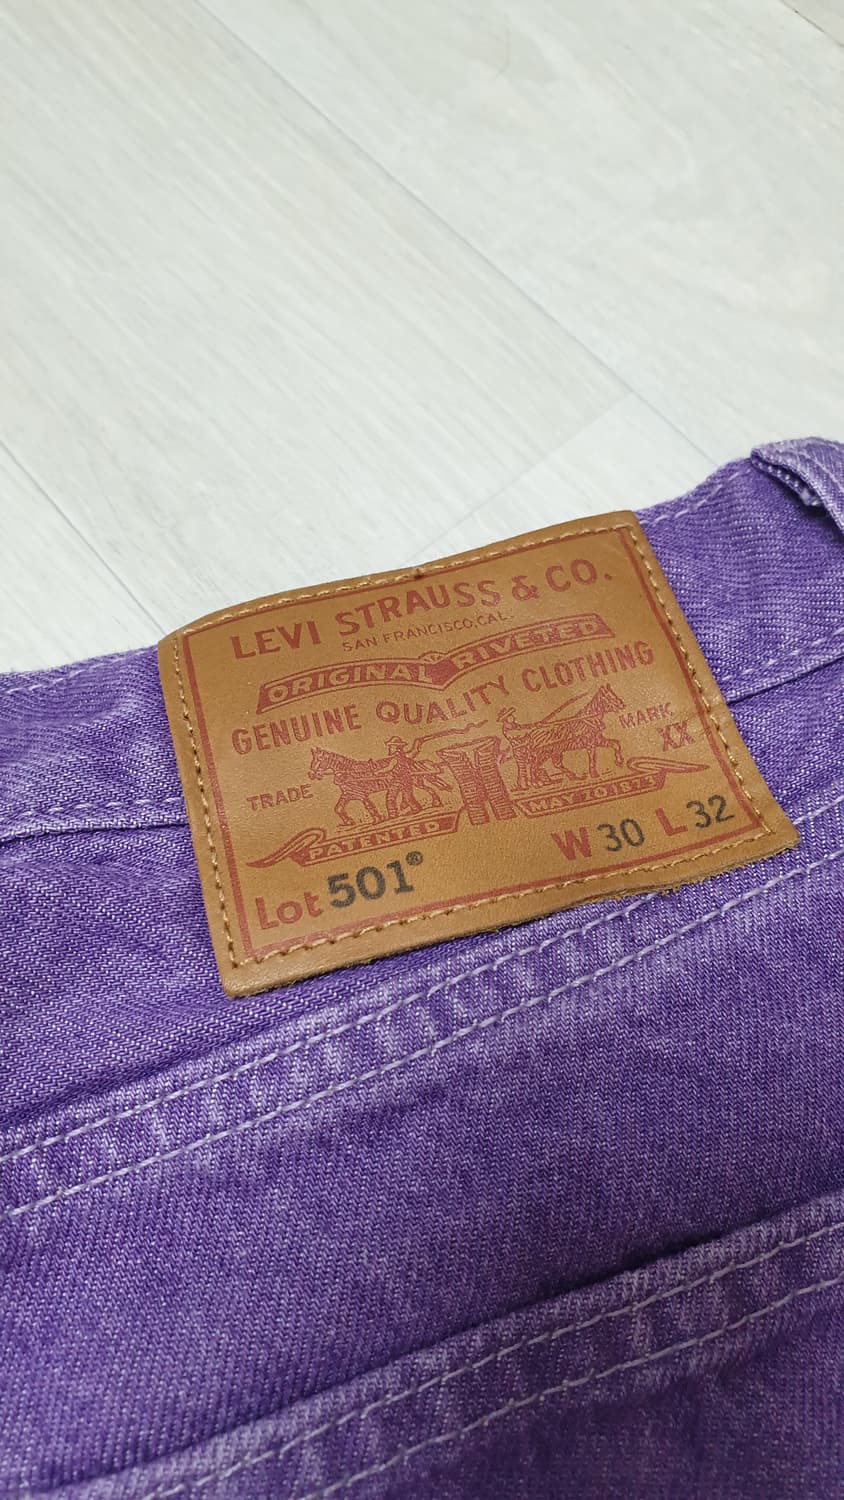 LEVI STRAUSS & CO.
SAN FRANCISCO, CAL.
ORIGINAL RIVETED
GENUINE QUALITY CLOTHING
TRADE MARK
XX
PATENTED MAY 20 1873
Lot 501® W 30 L 32